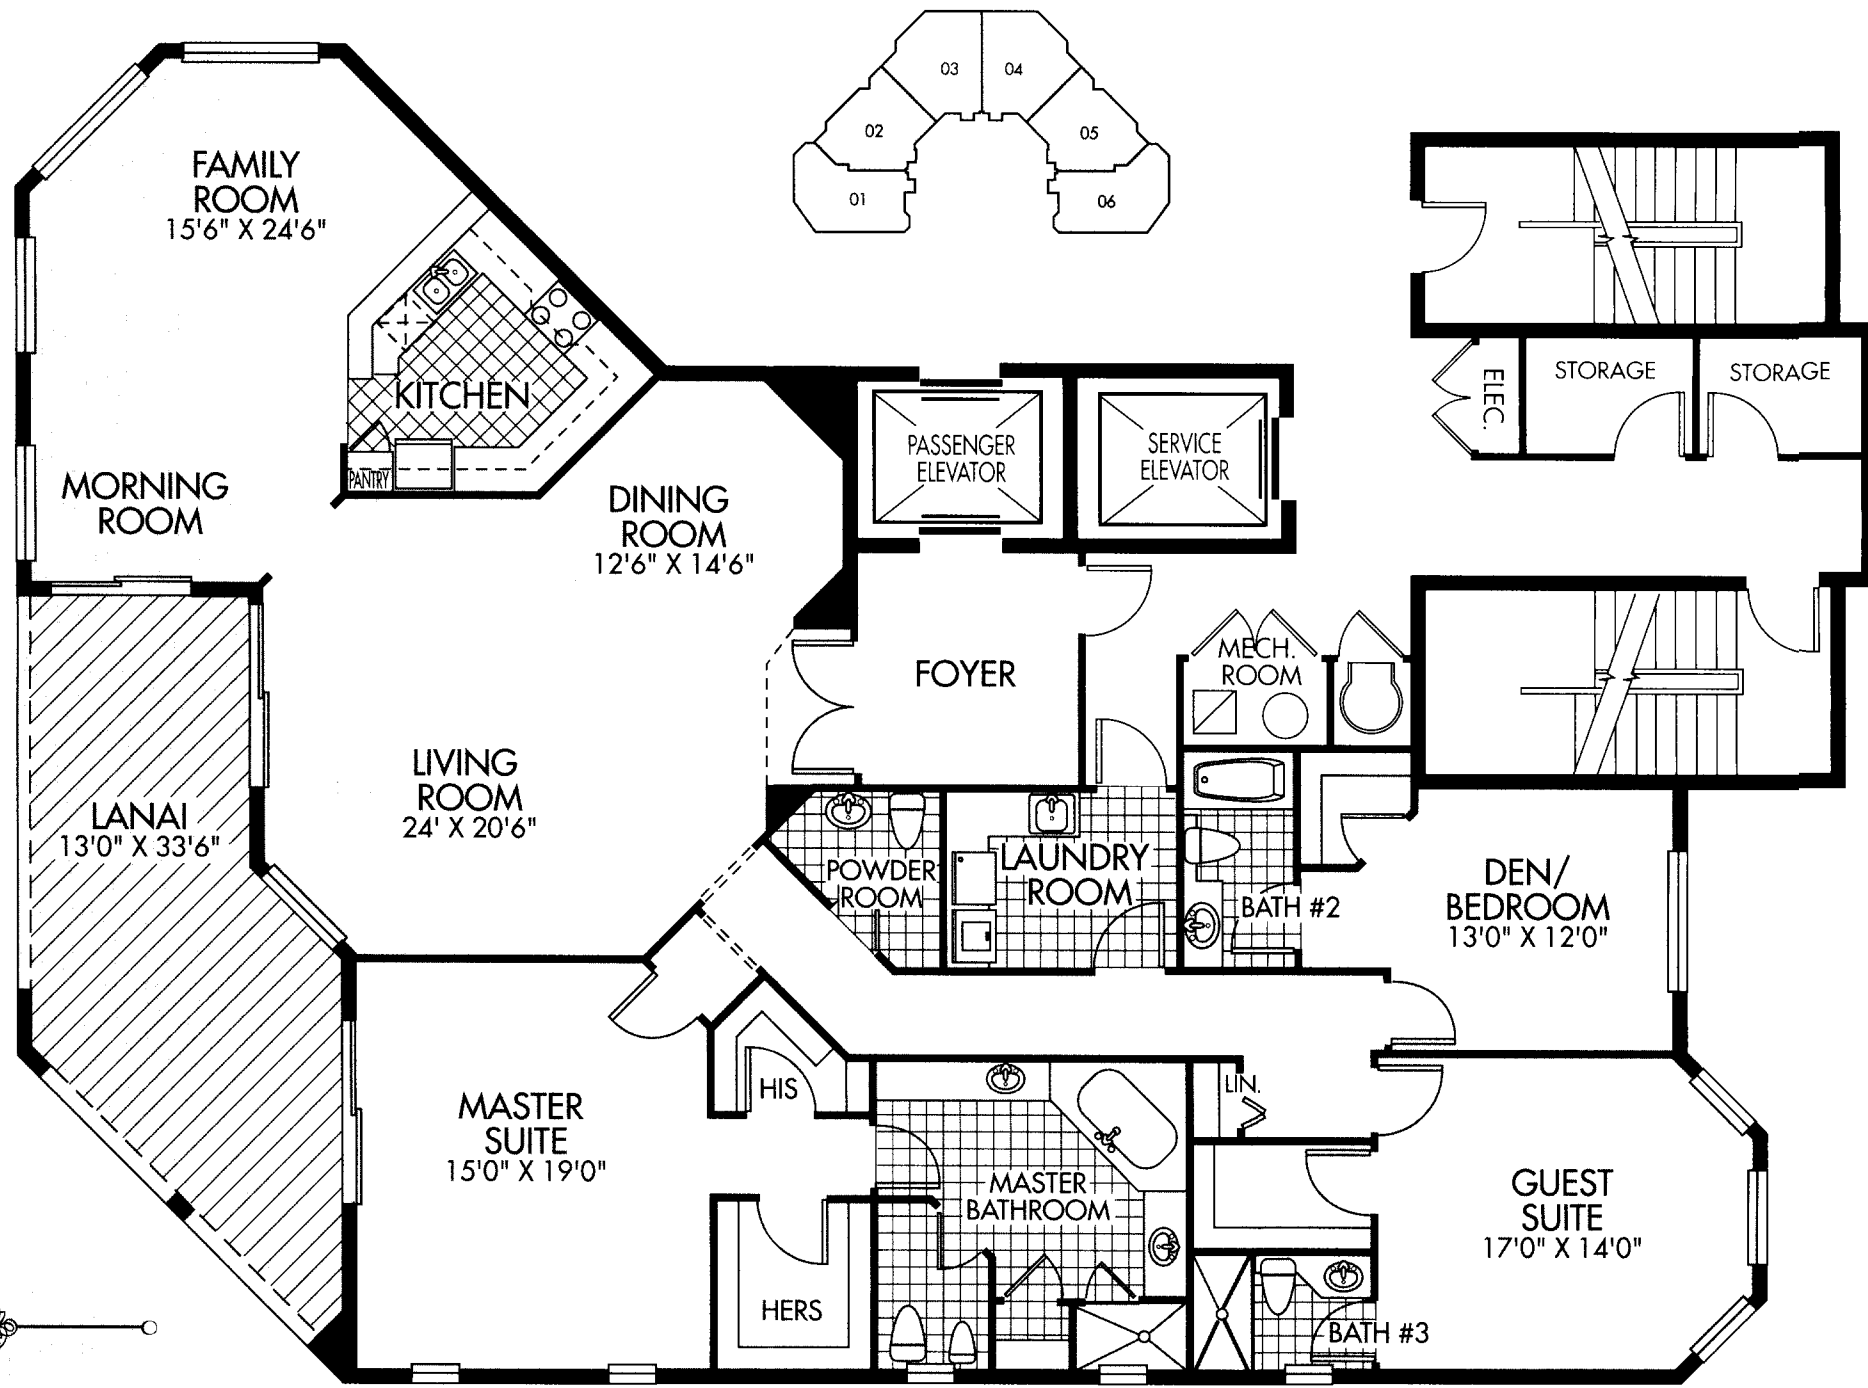 03
04
02
05
01
06
FAMILY
ROOM
15'6" X 24'6"
KITCHEN
PANTRY
MORNING
ROOM
DINING
ROOM
12'6" X 14'6"
PASSENGER
ELEVATOR
SERVICE
ELEVATOR
ELEC.
STORAGE
STORAGE
FOYER
MECH.
ROOM
LIVING
ROOM
24' X 20'6"
LANAI
13'0" X 33'6"
POWDER
ROOM
LAUNDRY
ROOM
BATH #2
DEN/
BEDROOM
13'0" X 12'0"
HIS
LIN.
MASTER
SUITE
15'0" X 19'0"
MASTER
BATHROOM
GUEST
SUITE
17'0" X 14'0"
HERS
BATH #3